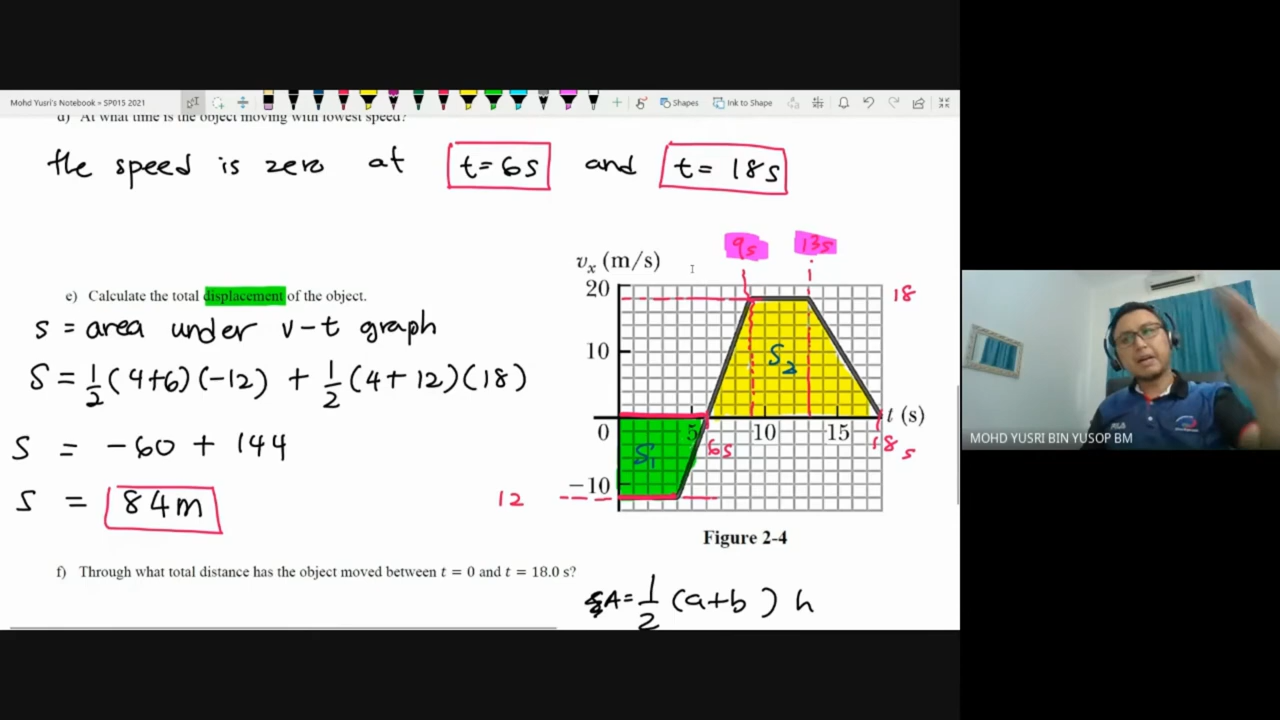 Mohd Yusri's Notebook » SP015 2021
Shapes
Ink to Shape
d) At what time is the object moving with lowest speed?
the speed is zero at t = 6s and t = 18s
9s 13s
vx (m/s)
20
18
e) Calculate the total displacement of the object.
s = area under v-t graph
10
S2
S = 1/2 (4+6)(-12) + 1/2 (4+12)(18)
0 5 10 15 t (s)
6s 18s
S = -60 + 144
S1
-10
12
S = 84m
Figure 2-4
f) Through what total distance has the object moved between t = 0 and t = 18.0 s?
A = 1/2 (a+b) h
MOHD YUSRI BIN YUSOP BM